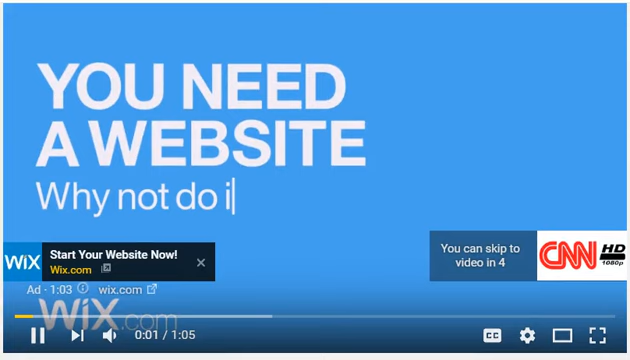 YOU NEED
A WEBSITE
Why not do i
WiX
Start Your Website Now!
Wix.com
You can skip to
video in 4
CNN HD
1080p
Ad · 1:03
wix.com
WiX.com
0:01 / 1:05
CC